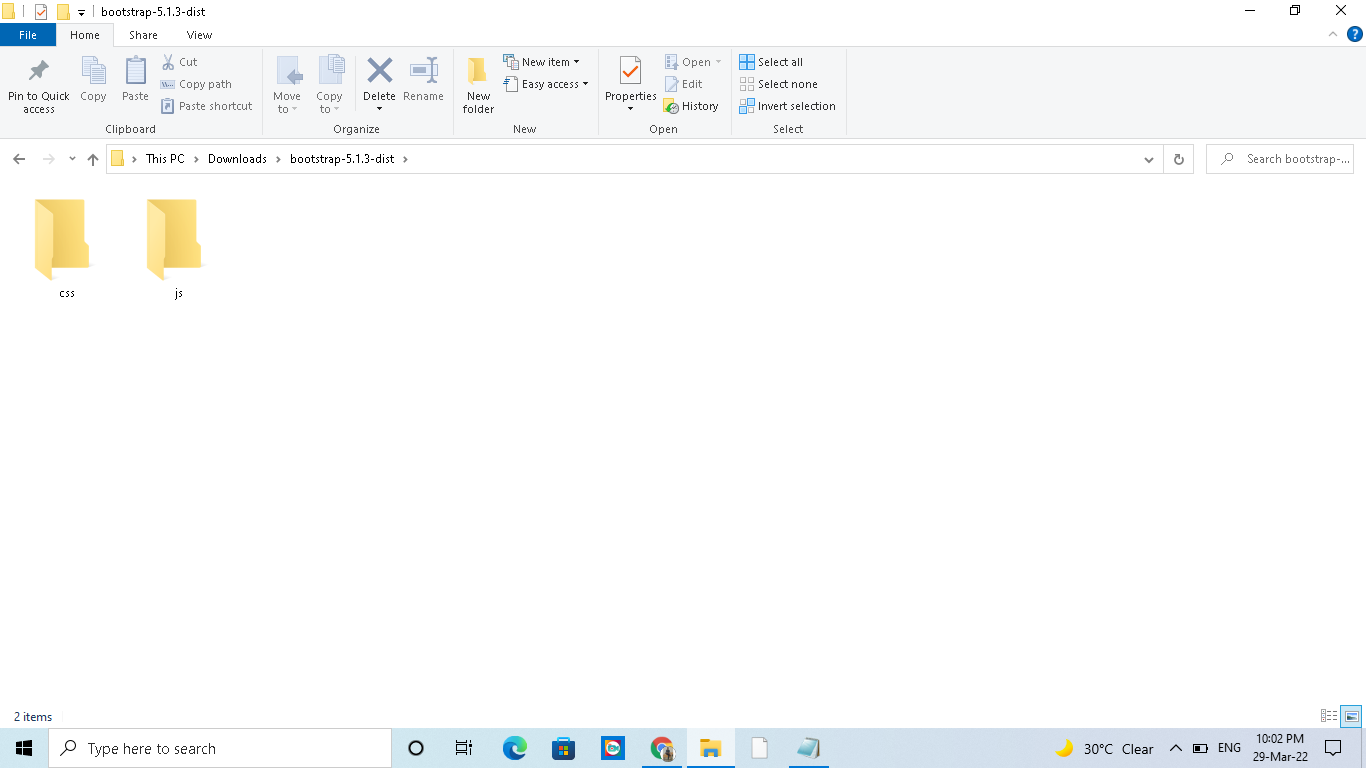 bootstrap-5.1.3-dist
File Home Share View
Pin to Quick access
Copy
Paste
Cut
Copy path
Paste shortcut
Clipboard
Move to
Copy to
Delete
Rename
Organize
New folder
New item
Easy access
New
Properties
Open
Edit
History
Open
Select all
Select none
Invert selection
Select
This PC Downloads bootstrap-5.1.3-dist
Search bootstrap-...
css js
2 items
Type here to search
30°C Clear
ENG
10:02 PM
29-Mar-22